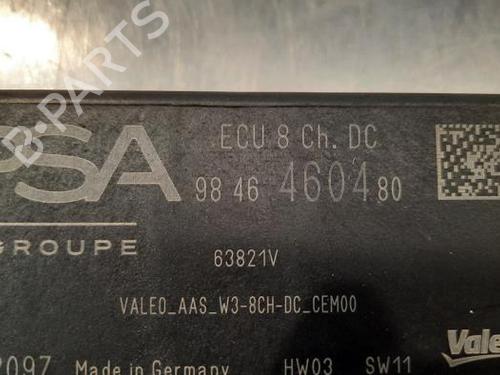 B-PARTS
ECU 8 Ch. DC
PSA
98 46 4604 80
GROUPE
63821V
VALEO_AAS_W3-8CH-DC_CEM00
2097 Made in Germany HW03 SW11
Valeo